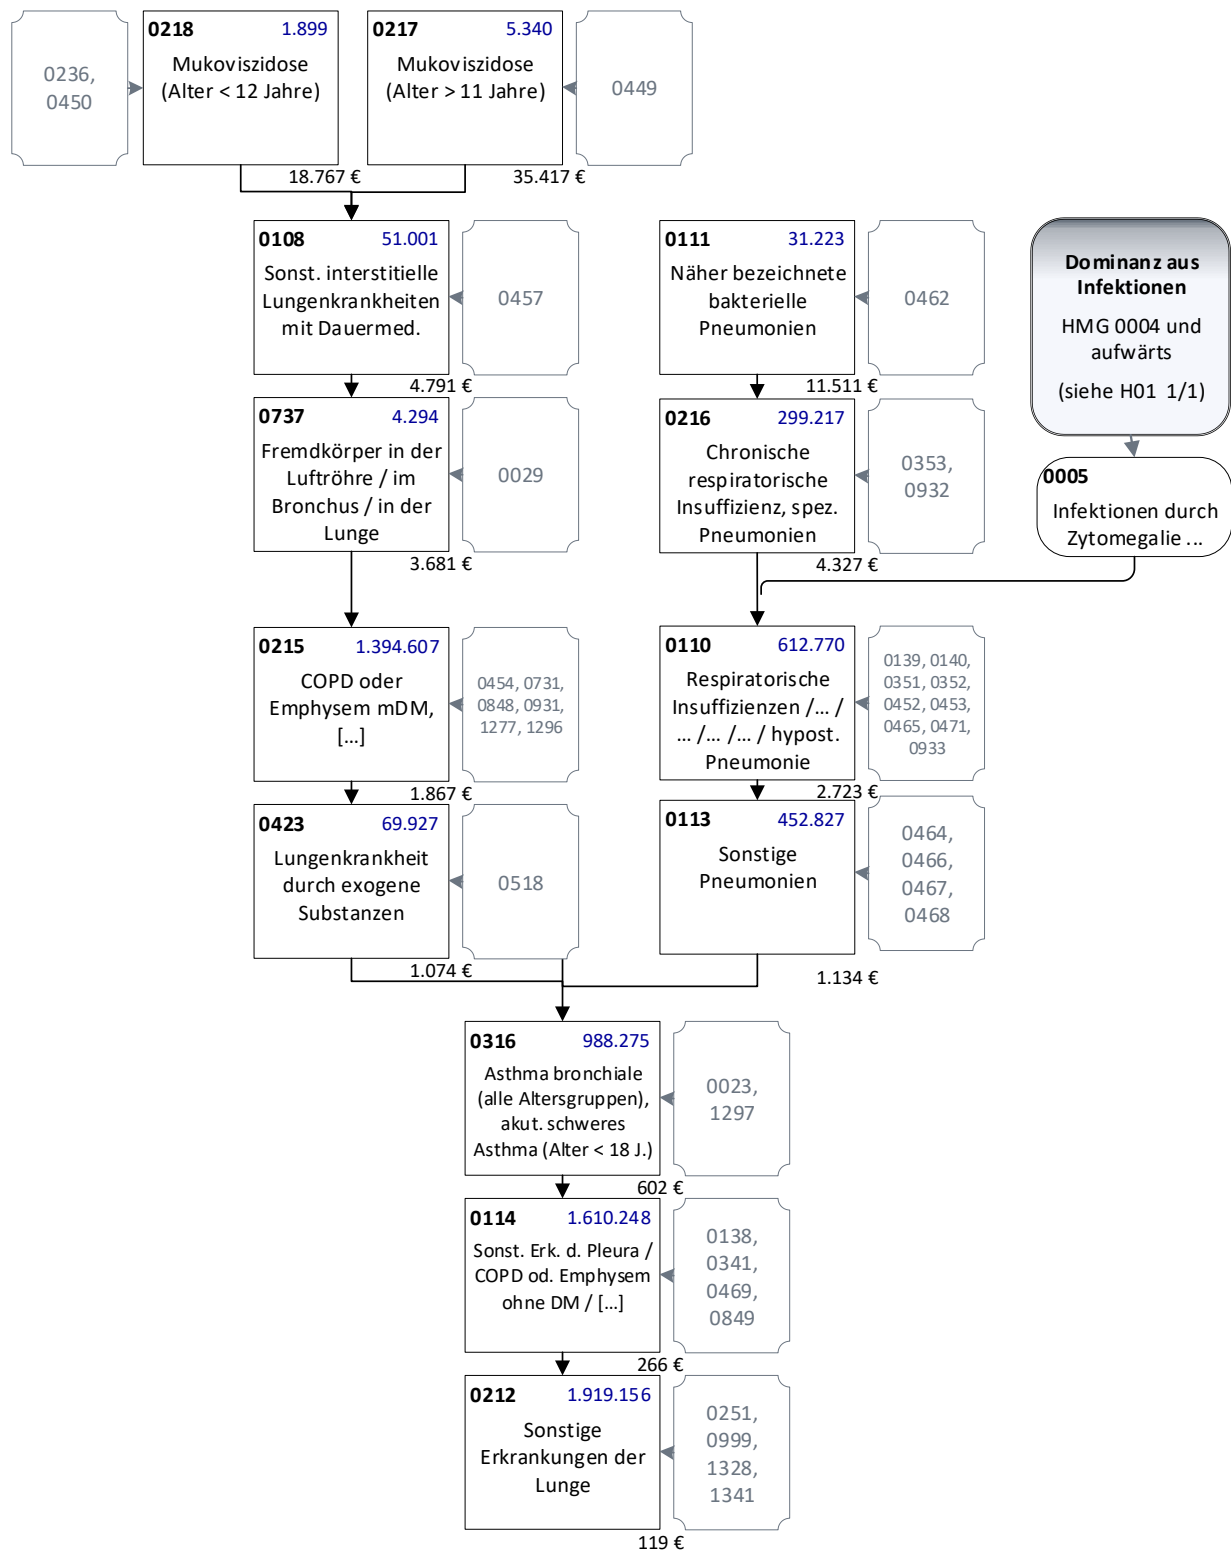 0218 1.899
Mukoviszidose
(Alter < 12 Jahre)
0236,
0450
18.767 €
0217 5.340
Mukoviszidose
(Alter > 11 Jahre)
0449
35.417 €
0108 51.001
Sonst. interstitielle
Lungenkrankheiten
mit Dauermed.
0457
4.791 €
0111 31.223
Näher bezeichnete
bakterielle
Pneumonien
0462
11.511 €
Dominanz aus
Infektionen
HMG 0004 und
aufwärts
(siehe H01 1/1)
0737 4.294
Fremdkörper in der
Luftröhre / im
Bronchus / in der
Lunge
0029
3.681 €
0216 299.217
Chronische
respiratorische
Insuffizienz, spez.
Pneumonien
0353,
0932
4.327 €
0005
Infektionen durch
Zytomegalie ...
0215 1.394.607
COPD oder
Emphysem mDM,
[...]
0454, 0731,
0848, 0931,
1277, 1296
1.867 €
0110 612.770
Respiratorische
Insuffizienzen /... /
... /... /... / hypost.
Pneumonie
0139, 0140,
0351, 0352,
0452, 0453,
0465, 0471,
0933
2.723 €
0423 69.927
Lungenkrankheit
durch exogene
Substanzen
0518
1.074 €
0113 452.827
Sonstige
Pneumonien
0464,
0466,
0467,
0468
1.134 €
0316 988.275
Asthma bronchiale
(alle Altersgruppen),
akut. schweres
Asthma (Alter < 18 J.)
0023,
1297
602 €
0114 1.610.248
Sonst. Erk. d. Pleura /
COPD od. Emphysem
ohne DM / [...]
0138,
0341,
0469,
0849
266 €
0212 1.919.156
Sonstige
Erkrankungen der
Lunge
0251,
0999,
1328,
1341
119 €